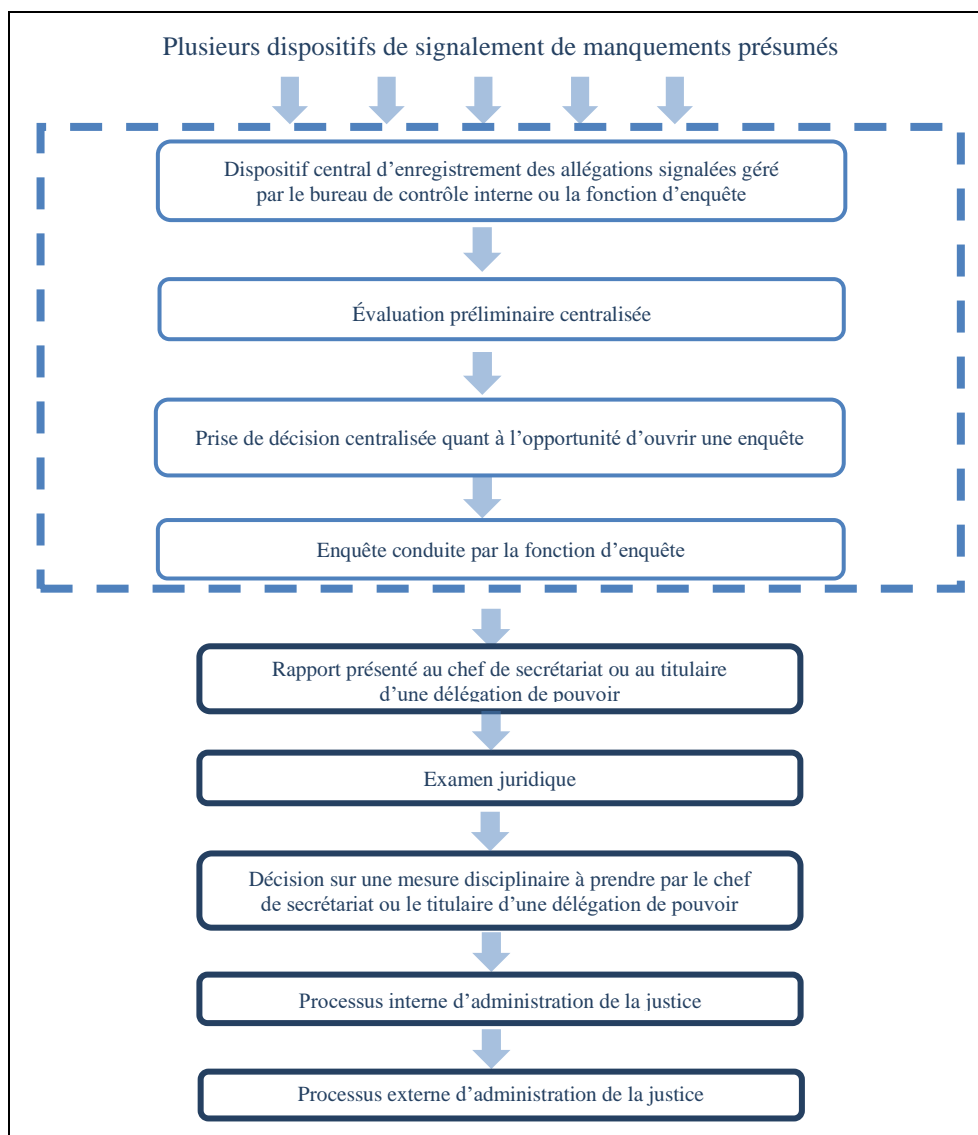 Plusieurs dispositifs de signalement de manquements présumés
Dispositif central d’enregistrement des allégations signalées géré
par le bureau de contrôle interne ou la fonction d’enquête
Évaluation préliminaire centralisée
Prise de décision centralisée quant à l’opportunité d’ouvrir une enquête
Enquête conduite par la fonction d’enquête
Rapport présenté au chef de secrétariat ou au titulaire
d’une délégation de pouvoir
Examen juridique
Décision sur une mesure disciplinaire à prendre par le chef
de secrétariat ou le titulaire d’une délégation de pouvoir
Processus interne d’administration de la justice
Processus externe d’administration de la justice